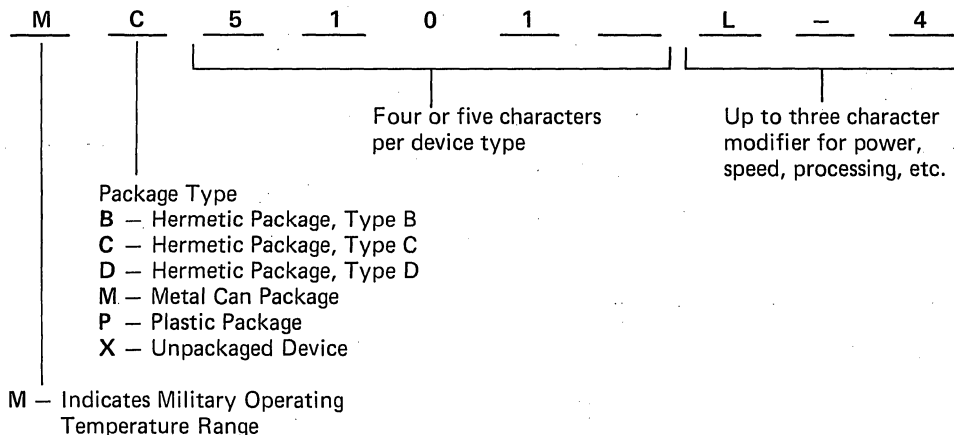 M C 5 1 0 1 L – 4
Four or five characters
per device type
Up to three character
modifier for power,
speed, processing, etc.
Package Type
B – Hermetic Package, Type B
C – Hermetic Package, Type C
D – Hermetic Package, Type D
M – Metal Can Package
P – Plastic Package
X – Unpackaged Device
M – Indicates Military Operating
Temperature Range